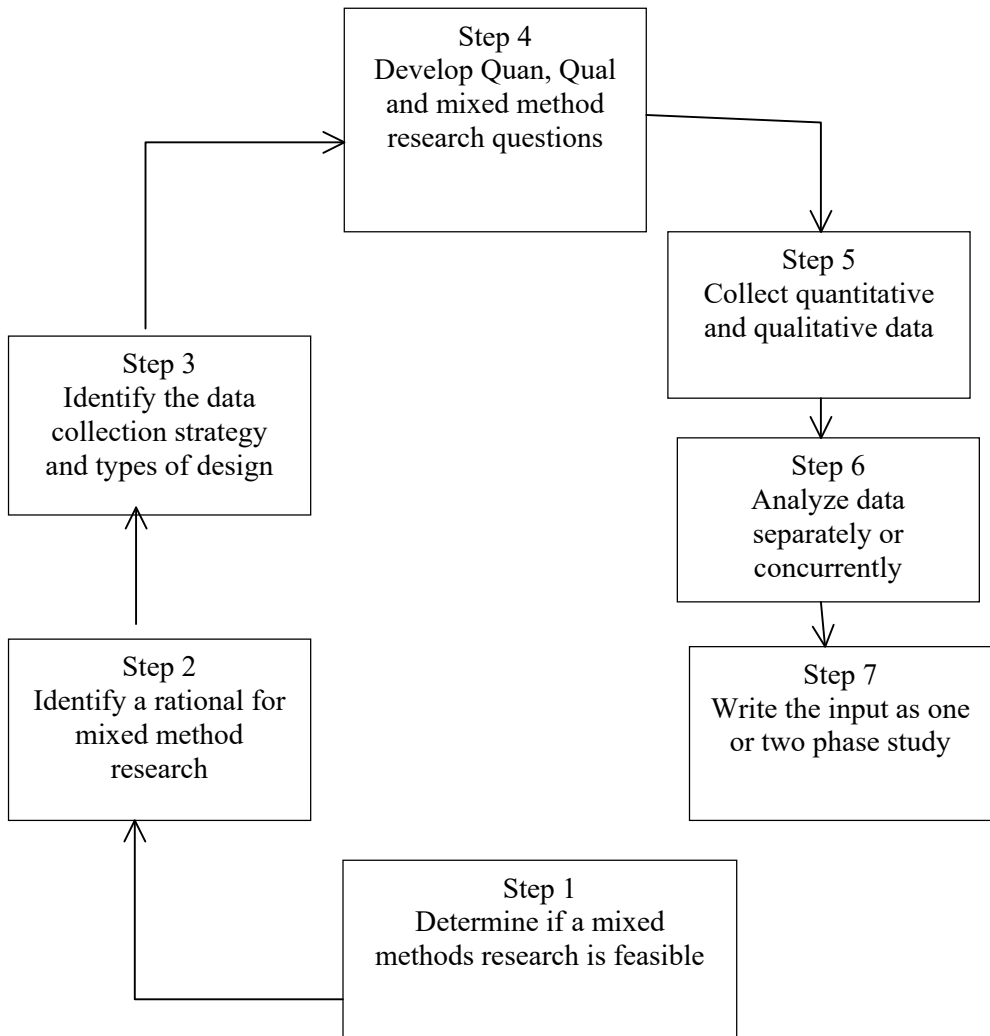 Step 4
Develop Quan, Qual
and mixed method
research questions
Step 5
Collect quantitative
and qualitative data
Step 3
Identify the data
collection strategy
and types of design
Step 6
Analyze data
separately or
concurrently
Step 2
Identify a rational for
mixed method
research
Step 7
Write the input as one
or two phase study
Step 1
Determine if a mixed
methods research is feasible